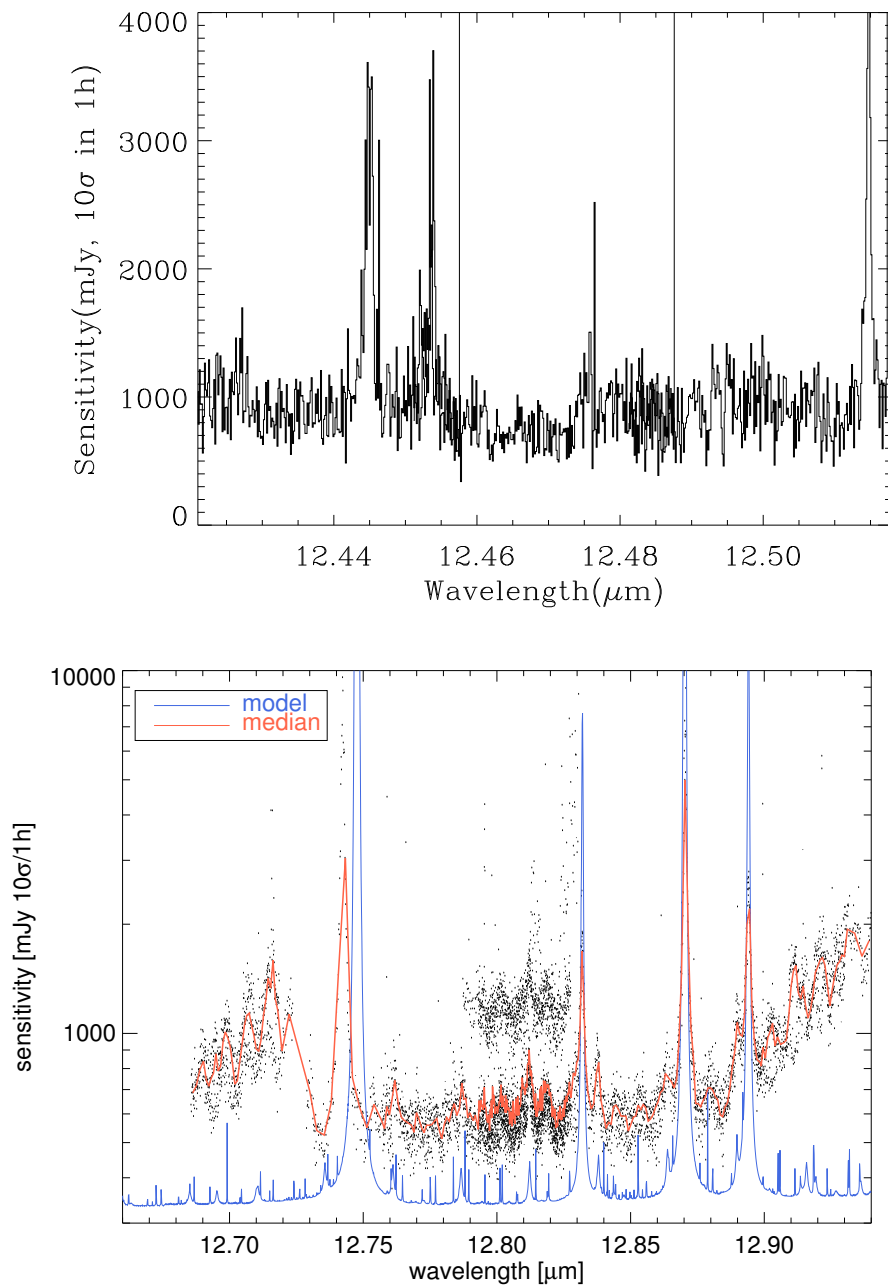 4000
3000
2000
1000
0
Sensitivity(mJy, 10σ in 1h)
12.44 12.46 12.48 12.50
Wavelength(μm)
10000
1000
sensitivity [mJy 10σ/1h]
model
median
12.70 12.75 12.80 12.85 12.90
wavelength [μm]